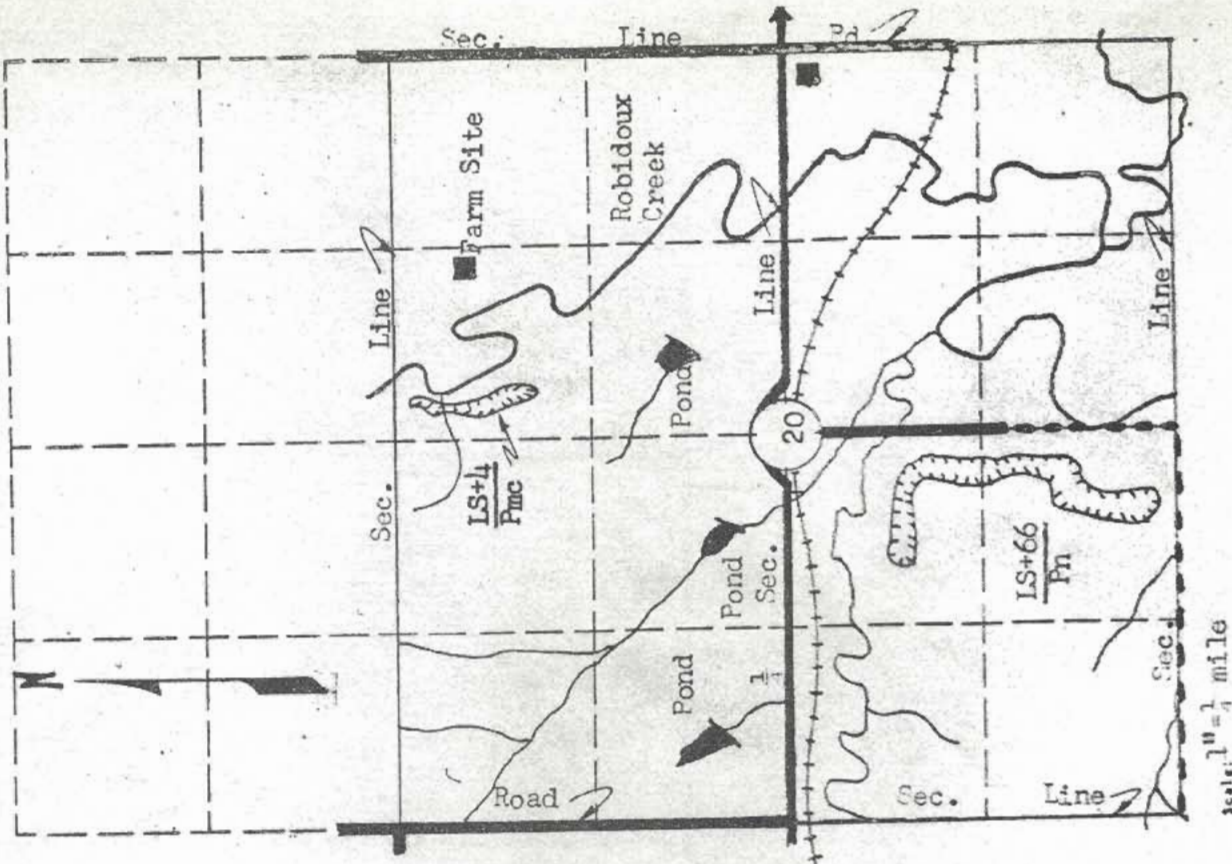 Sec. Line Rd
Farm Site
Robidoux
Creek
Line
Line
Line
Pond
Sec.
LS+4
Pmc
20
Pond
Sec.
1/4
LS+66
Pn
Pond
Road
Sec.
Line
Sec.
scale: 1"=1/4 mile
N